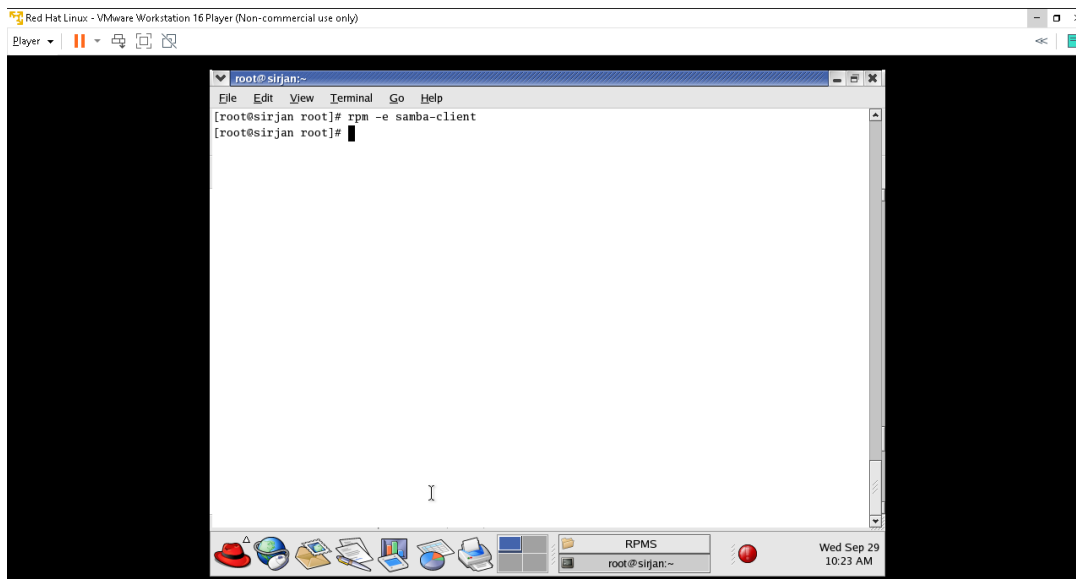 Red Hat Linux - VMware Workstation 16 Player (Non-commercial use only)
Player
root@sirjan:~
File Edit View Terminal Go Help
[root@sirjan root]# rpm -e samba-client
[root@sirjan root]#
RPMS
root@sirjan:~
Wed Sep 29
10:23 AM